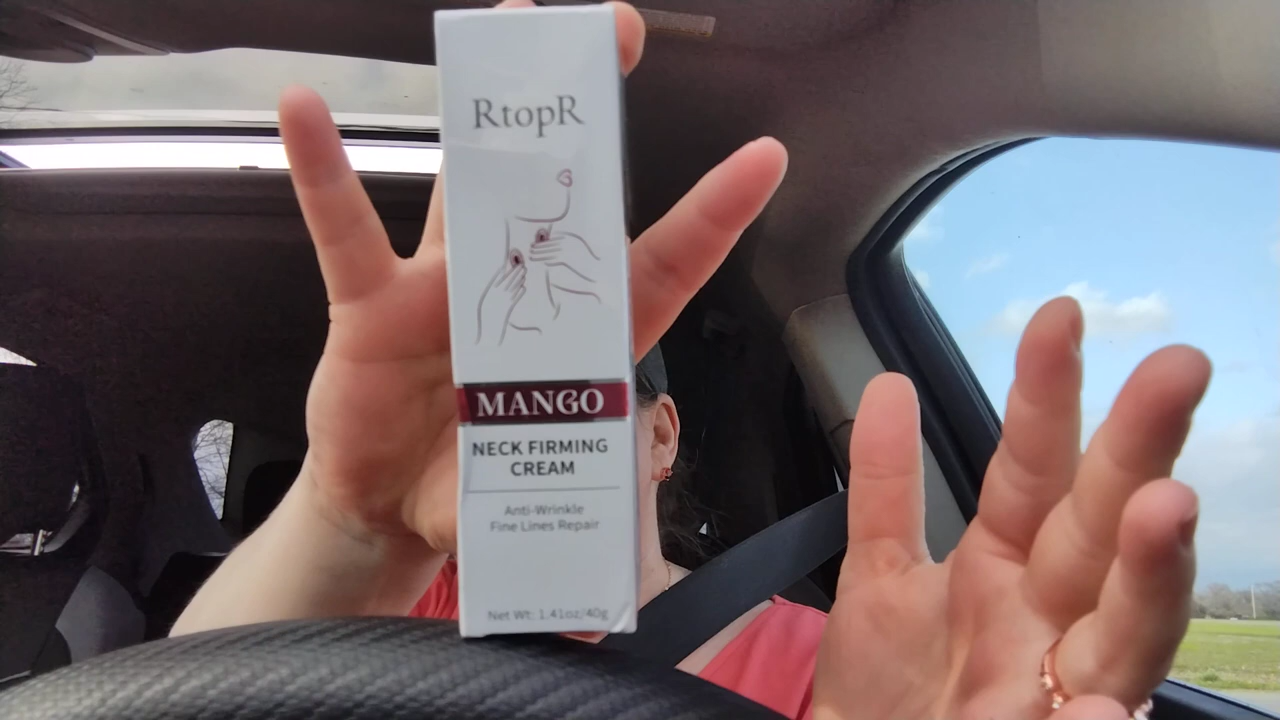 RtopR
MANGO
NECK FIRMING
CREAM
Anti-Wrinkle
Fine Lines Repair
Net Wt: 1.41oz/40g